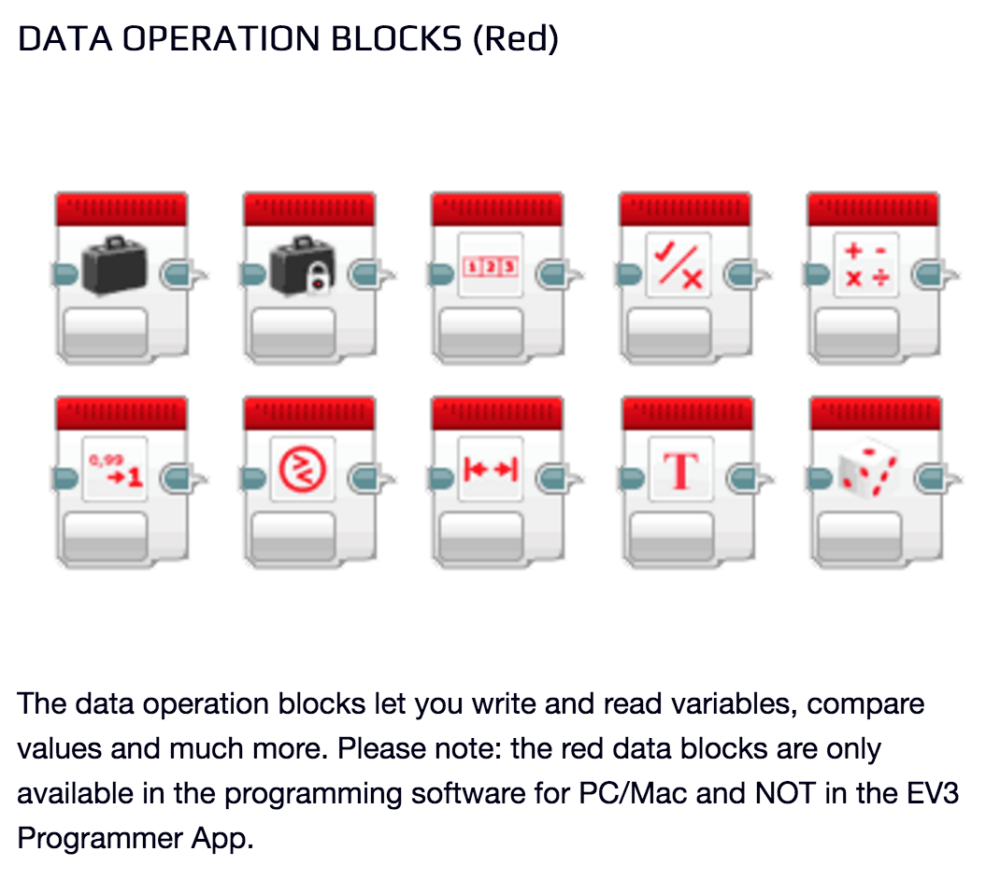 DATA OPERATION BLOCKS (Red)
1 2 3
+ -
x ÷
0,99
→1
T
The data operation blocks let you write and read variables, compare
values and much more. Please note: the red data blocks are only
available in the programming software for PC/Mac and NOT in the EV3
Programmer App.